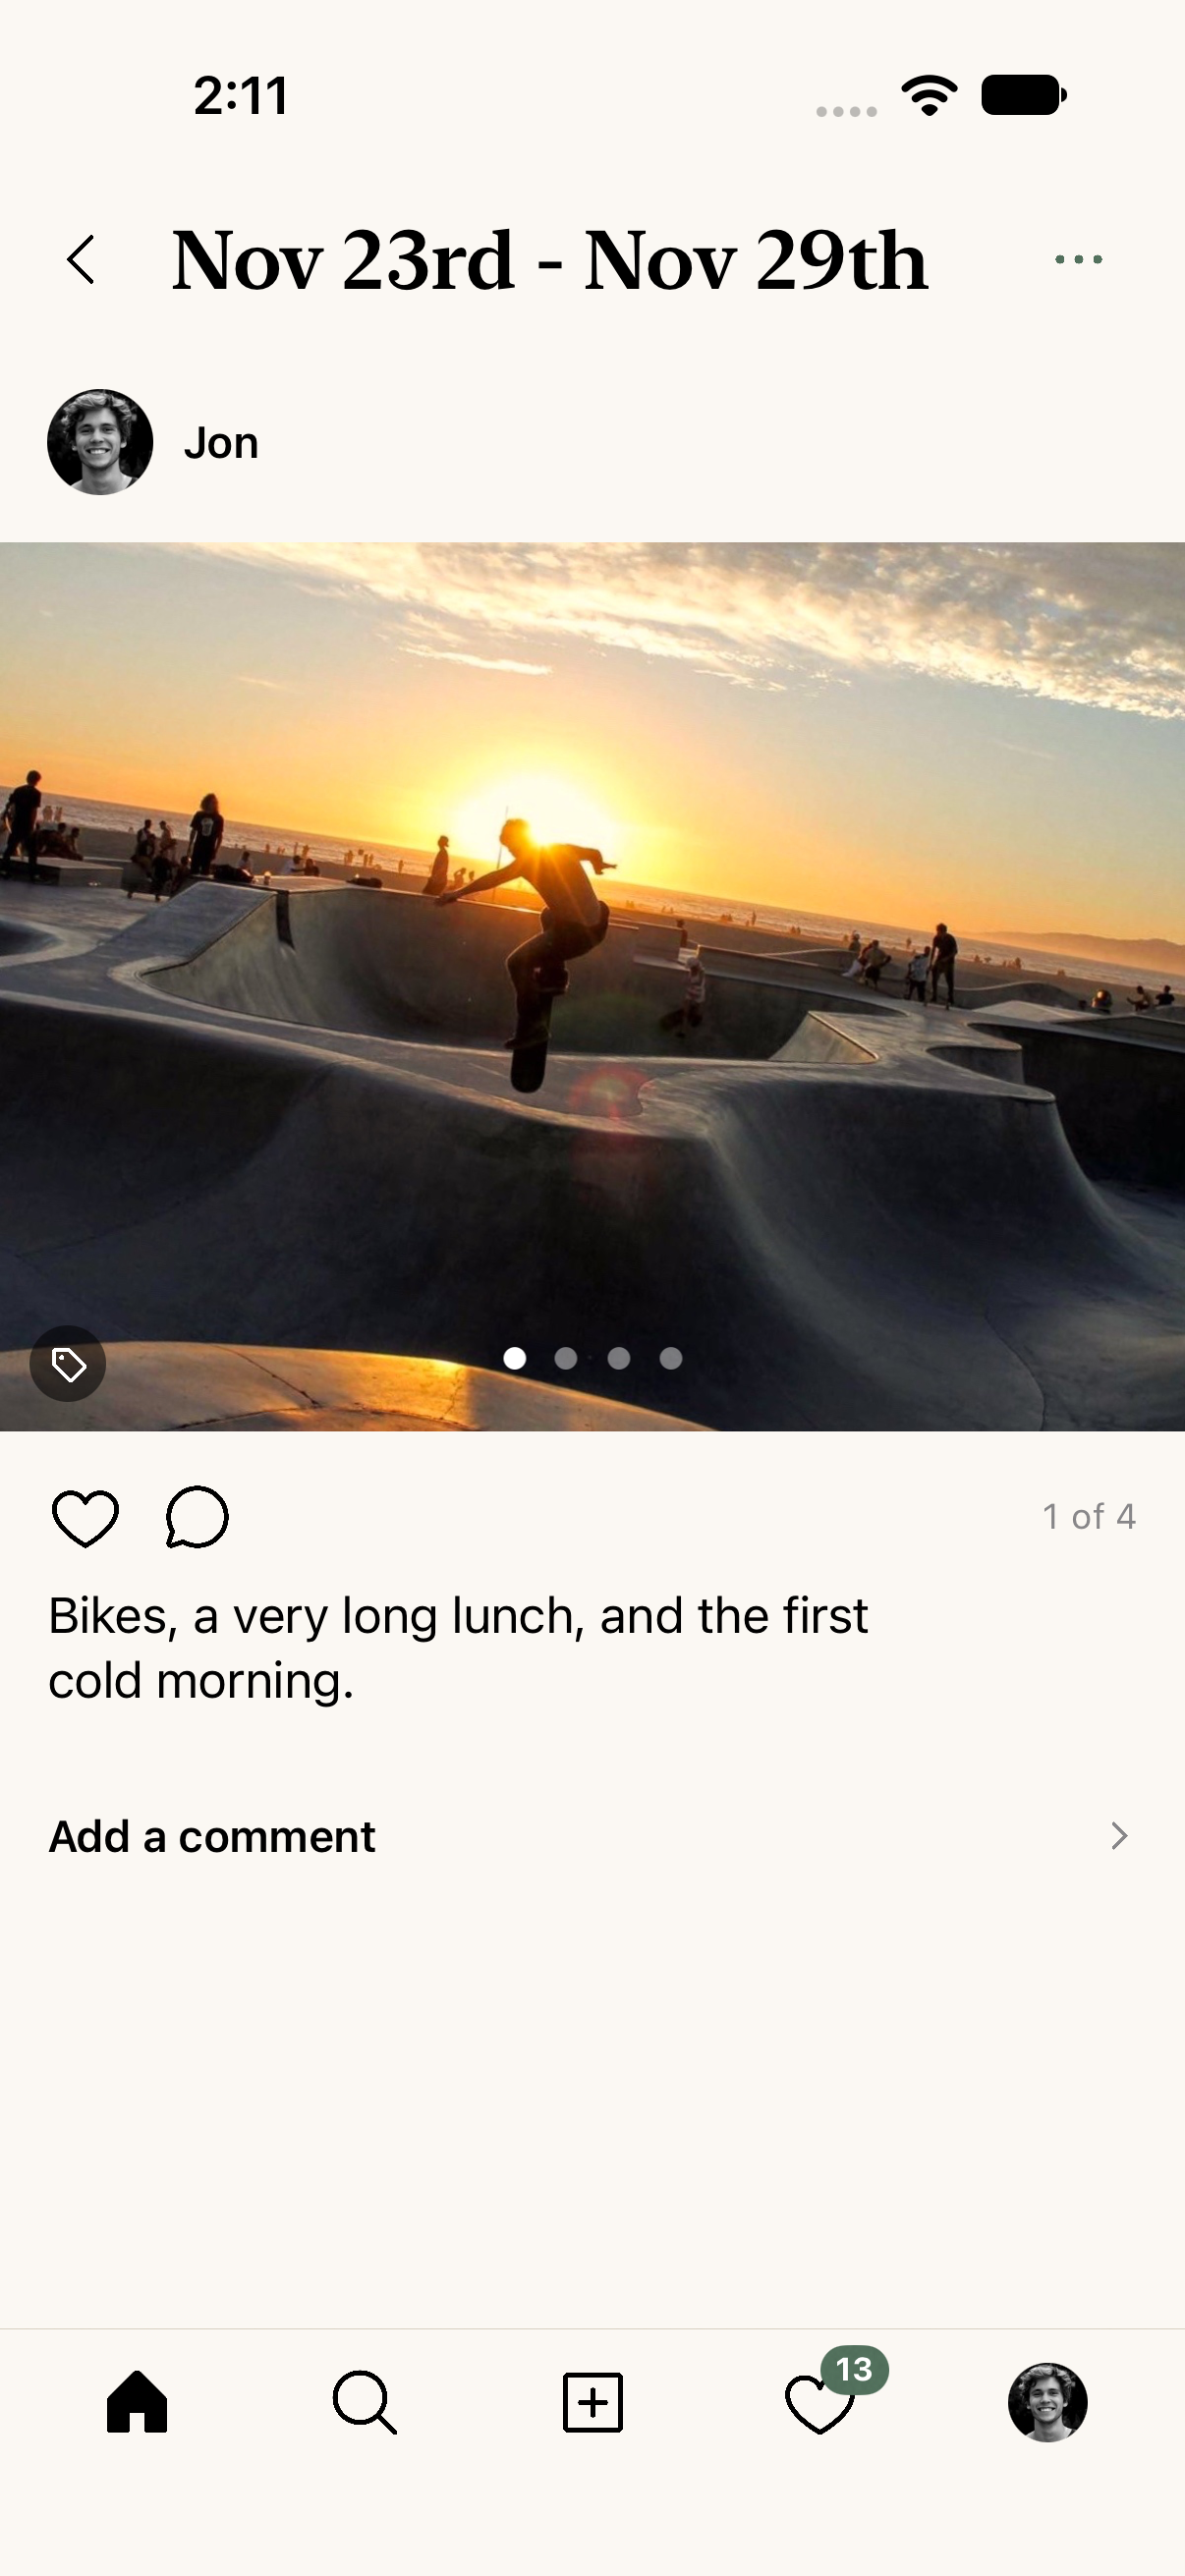 2:11
Nov 23rd - Nov 29th
Jon
1 of 4
Bikes, a very long lunch, and the first
cold morning.
Add a comment
13